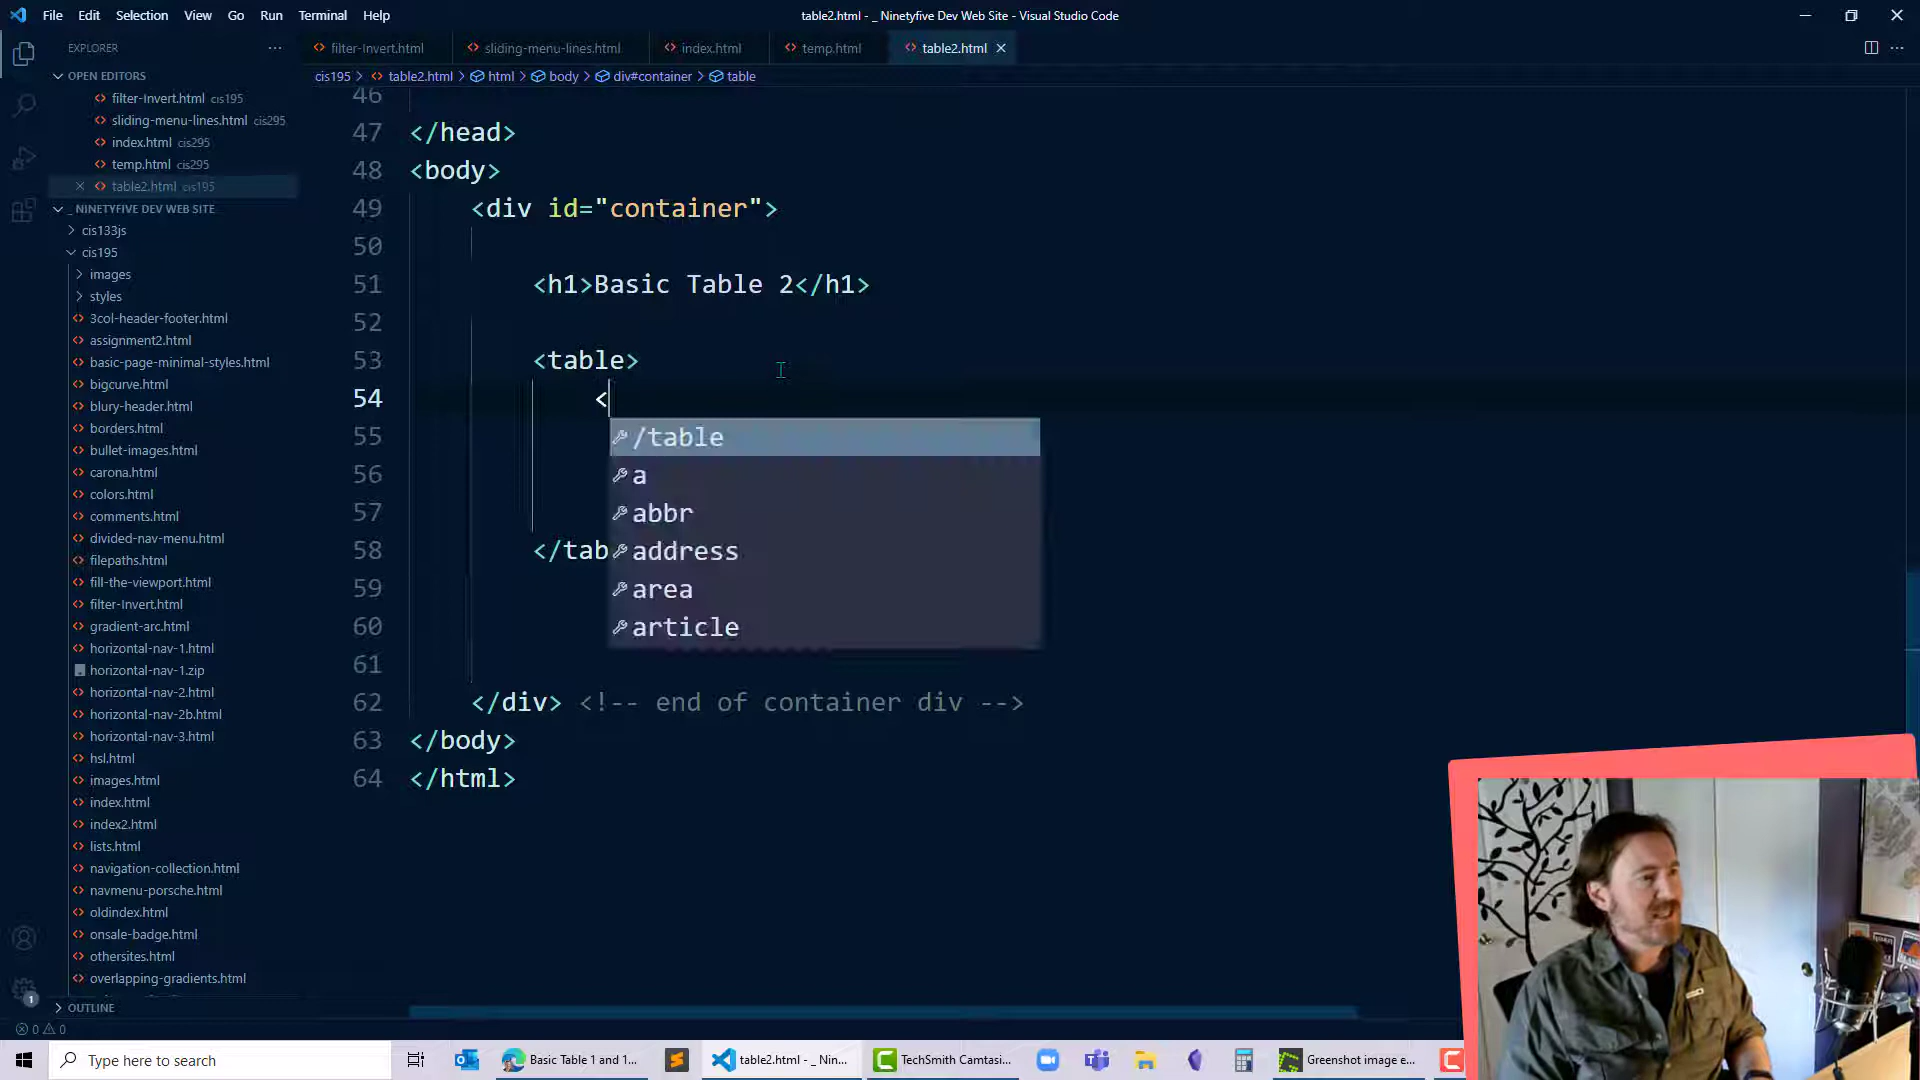 File Edit Selection View Go Run Terminal Help
table2.html - _ Ninetyfive Dev Web Site - Visual Studio Code
EXPLORER
filter-Invert.html
sliding-menu-lines.html
index.html
temp.html
table2.html
OPEN EDITORS
cis195 > table2.html > html > body > div#container > table
filter-Invert.html cis195
sliding-menu-lines.html cis295
index.html cis295
temp.html cis295
table2.html cis195
_ NINETYFIVE DEV WEB SITE
cis133js
cis195
images
styles
3col-header-footer.html
assignment2.html
basic-page-minimal-styles.html
bigcurve.html
blury-header.html
borders.html
bullet-images.html
carona.html
colors.html
comments.html
divided-nav-menu.html
filepaths.html
fill-the-viewport.html
filter-Invert.html
gradient-arc.html
horizontal-nav-1.html
horizontal-nav-1.zip
horizontal-nav-2.html
horizontal-nav-2b.html
horizontal-nav-3.html
hsl.html
images.html
index.html
index2.html
lists.html
navigation-collection.html
navmenu-porsche.html
oldindex.html
onsale-badge.html
othersites.html
overlapping-gradients.html
OUTLINE
46
47 </head>
48 <body>
49 <div id="container">
50
51 <h1>Basic Table 2</h1>
52
53 <table>
54 <
/table
a
abbr
address
area
article
55
56
57
58 </tab
59
60
61
62 </div> <!-- end of container div -->
63 </body>
64 </html>
1
0 0
Type here to search
Basic Table 1 and 1...
table2.html - _ Nin...
TechSmith Camtasi...
Greenshot image e...